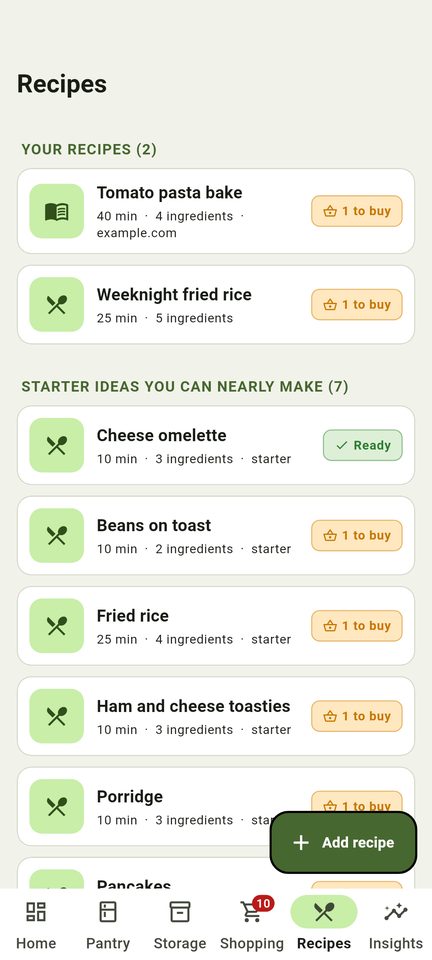 Recipes
YOUR RECIPES (2)
Tomato pasta bake
40 min · 4 ingredients ·
example.com
1 to buy
Weeknight fried rice
25 min · 5 ingredients
1 to buy
STARTER IDEAS YOU CAN NEARLY MAKE (7)
Cheese omelette
10 min · 3 ingredients · starter
Ready
Beans on toast
10 min · 2 ingredients · starter
1 to buy
Fried rice
25 min · 4 ingredients · starter
1 to buy
Ham and cheese toasties
10 min · 3 ingredients · starter
1 to buy
Porridge
10 min · 3 ingredients ·
1 to buy
Add recipe
Pancakes
10
Home
Pantry
Storage
Shopping
Recipes
Insights